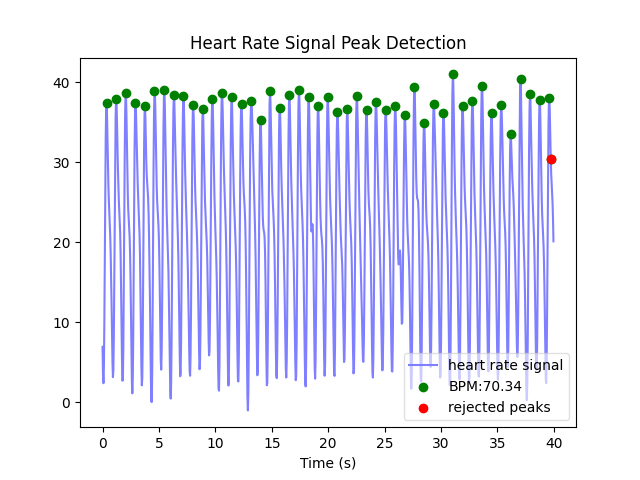 Heart Rate Signal Peak Detection
40
30
20
10
0
heart rate signal
BPM:70.34
rejected peaks
0 5 10 15 20 25 30 35 40
Time (s)